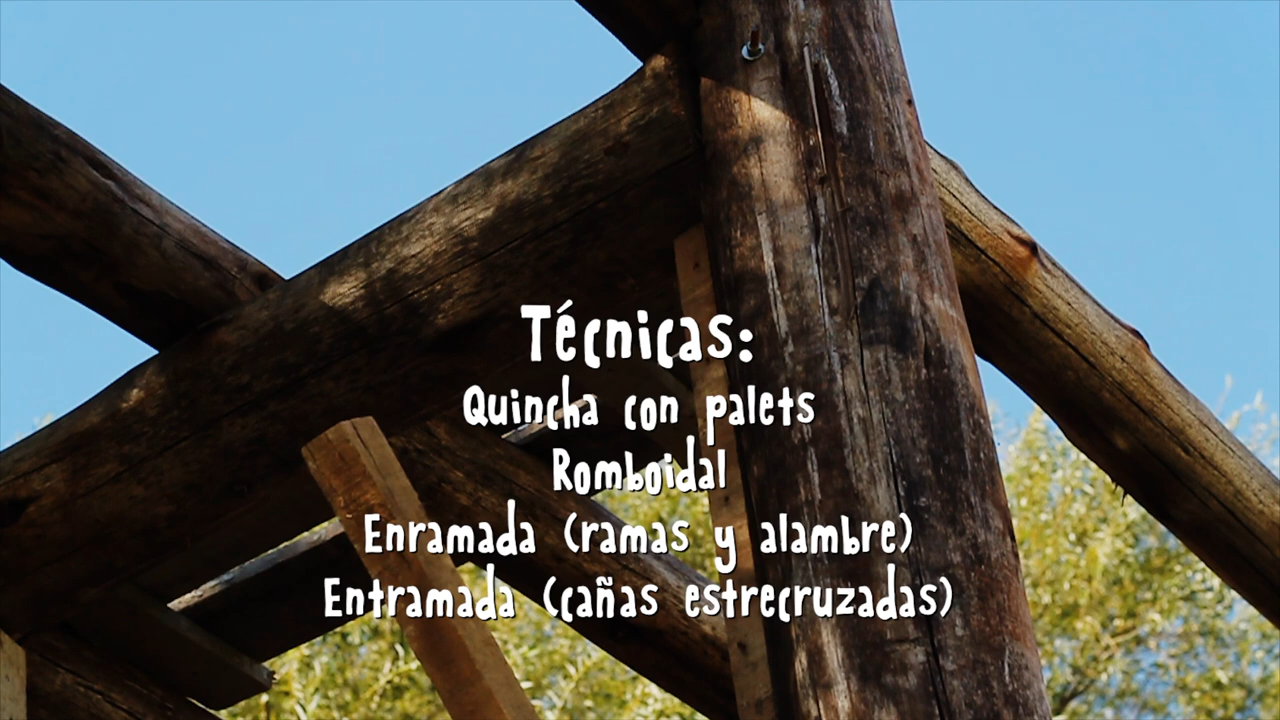 Técnicas:
Quincha con palets
Romboidal
Enramada (ramas y alambre)
Entramada (cañas estrecruzadas)